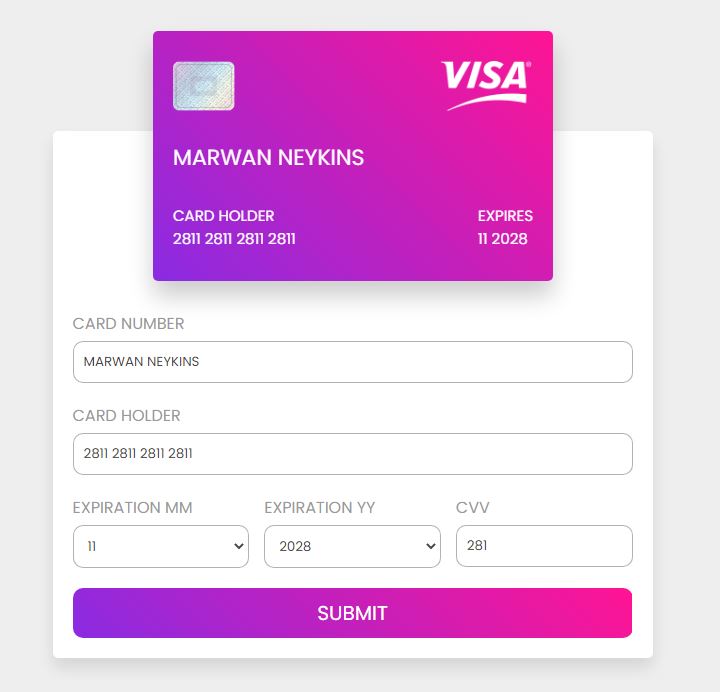 VISA
MARWAN NEYKINS
CARD HOLDER EXPIRES
2811 2811 2811 2811 11 2028
CARD NUMBER
MARWAN NEYKINS
CARD HOLDER
2811 2811 2811 2811
EXPIRATION MM EXPIRATION YY CVV
11 2028 281
SUBMIT